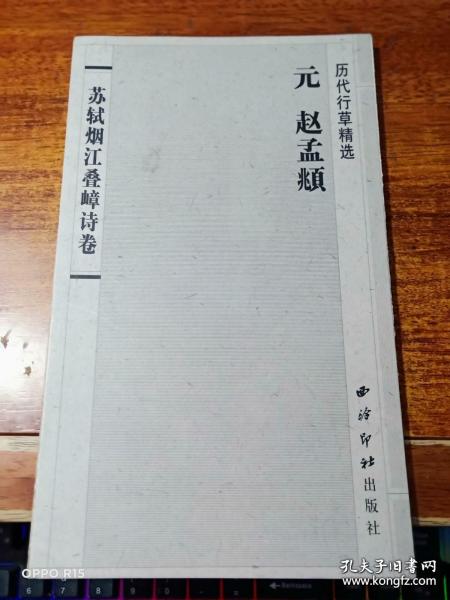 历代行草精选
元 赵孟頫
苏轼烟江叠嶂诗卷
西泠印社出版社
OPPO R15
孔夫子旧书网
www.kongfz.com